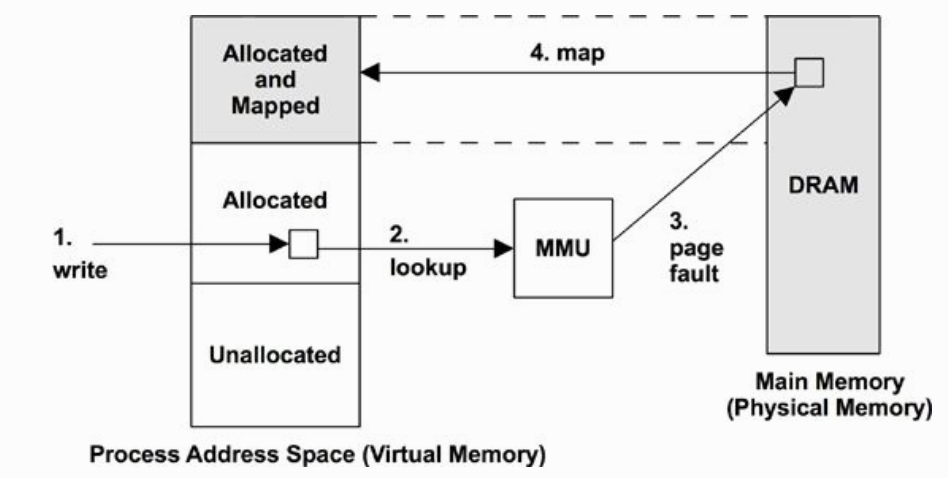 Allocated
and
Mapped
4. map
Allocated
1.
write
2.
lookup
MMU
3.
page
fault
DRAM
Unallocated
Main Memory
(Physical Memory)
Process Address Space (Virtual Memory)